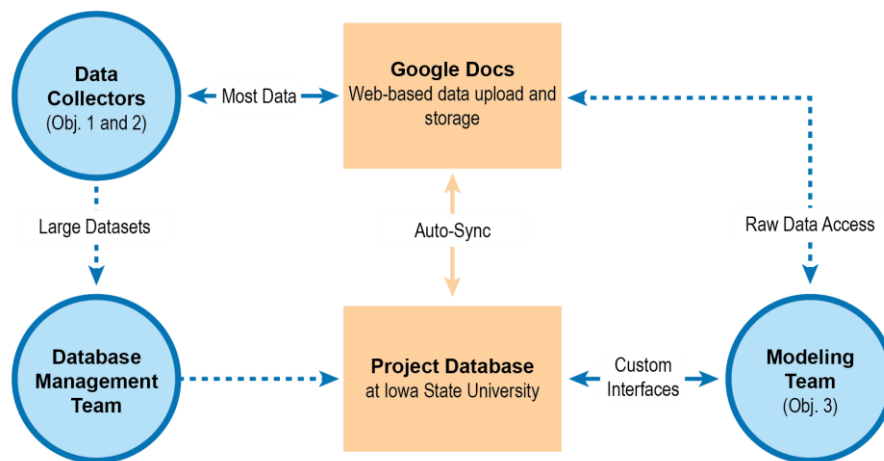 Data
Collectors
(Obj. 1 and 2)
Most Data
Google Docs
Web-based data upload and
storage
Large Datasets
Auto-Sync
Raw Data Access
Database
Management
Team
Project Database
at Iowa State University
Custom
Interfaces
Modeling
Team
(Obj. 3)